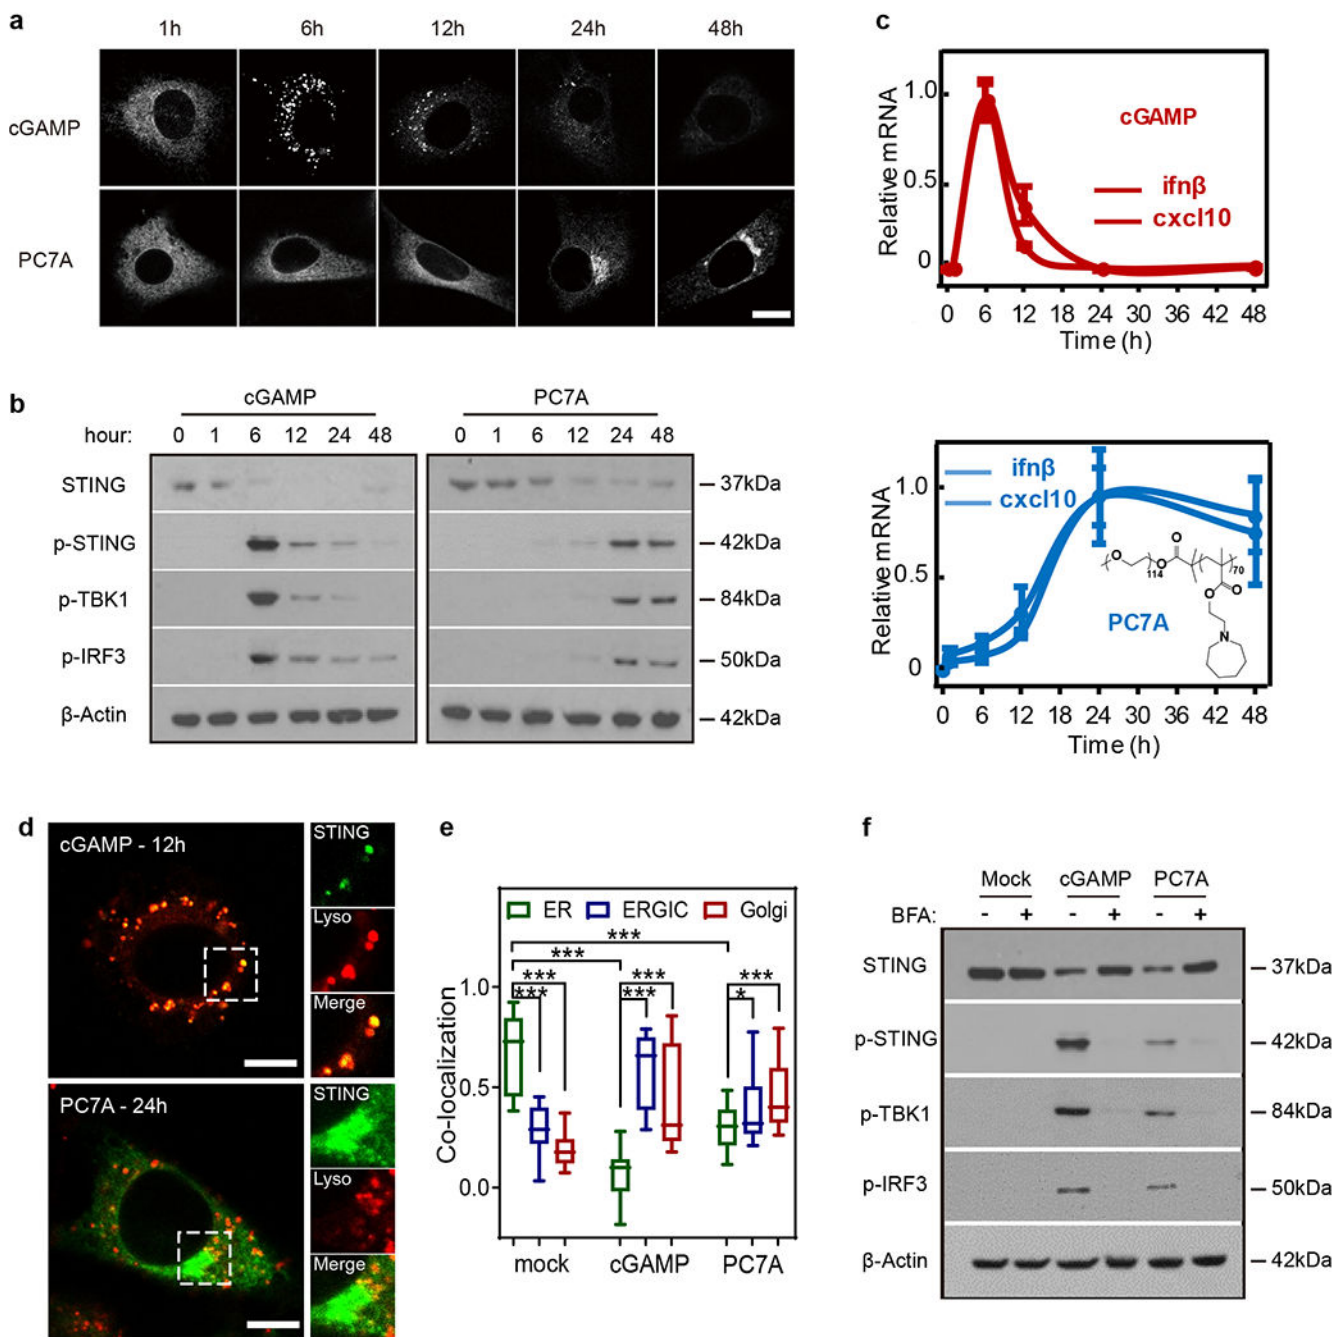 a
1h 6h 12h 24h 48h
cGAMP
PC7A
b
cGAMP PC7A
hour: 0 1 6 12 24 48 0 1 6 12 24 48
STING 37kDa
p-STING 42kDa
p-TBK1 84kDa
p-IRF3 50kDa
β-Actin 42kDa
c
Relative mRNA
1.0
0.5
0
cGAMP
ifnβ
cxcl10
0 6 12 24 30 36 42 48
Time (h)
Relative mRNA
1.0
0.5
0
ifnβ
cxcl10
O O O 114 70
O O
N
PC7A
0 6 12 24 30 36 42 48
Time (h)
d
cGAMP - 12h
STING
Lyso
Merge
PC7A - 24h
STING
Lyso
Merge
e
ER ERGIC Golgi
Co-localization
1.0
0.5
0.0
***
*** *** *** ***
*** *** *
mock cGAMP PC7A
f
Mock cGAMP PC7A
BFA: - + - + - +
STING 37kDa
p-STING 42kDa
p-TBK1 84kDa
p-IRF3 50kDa
β-Actin 42kDa